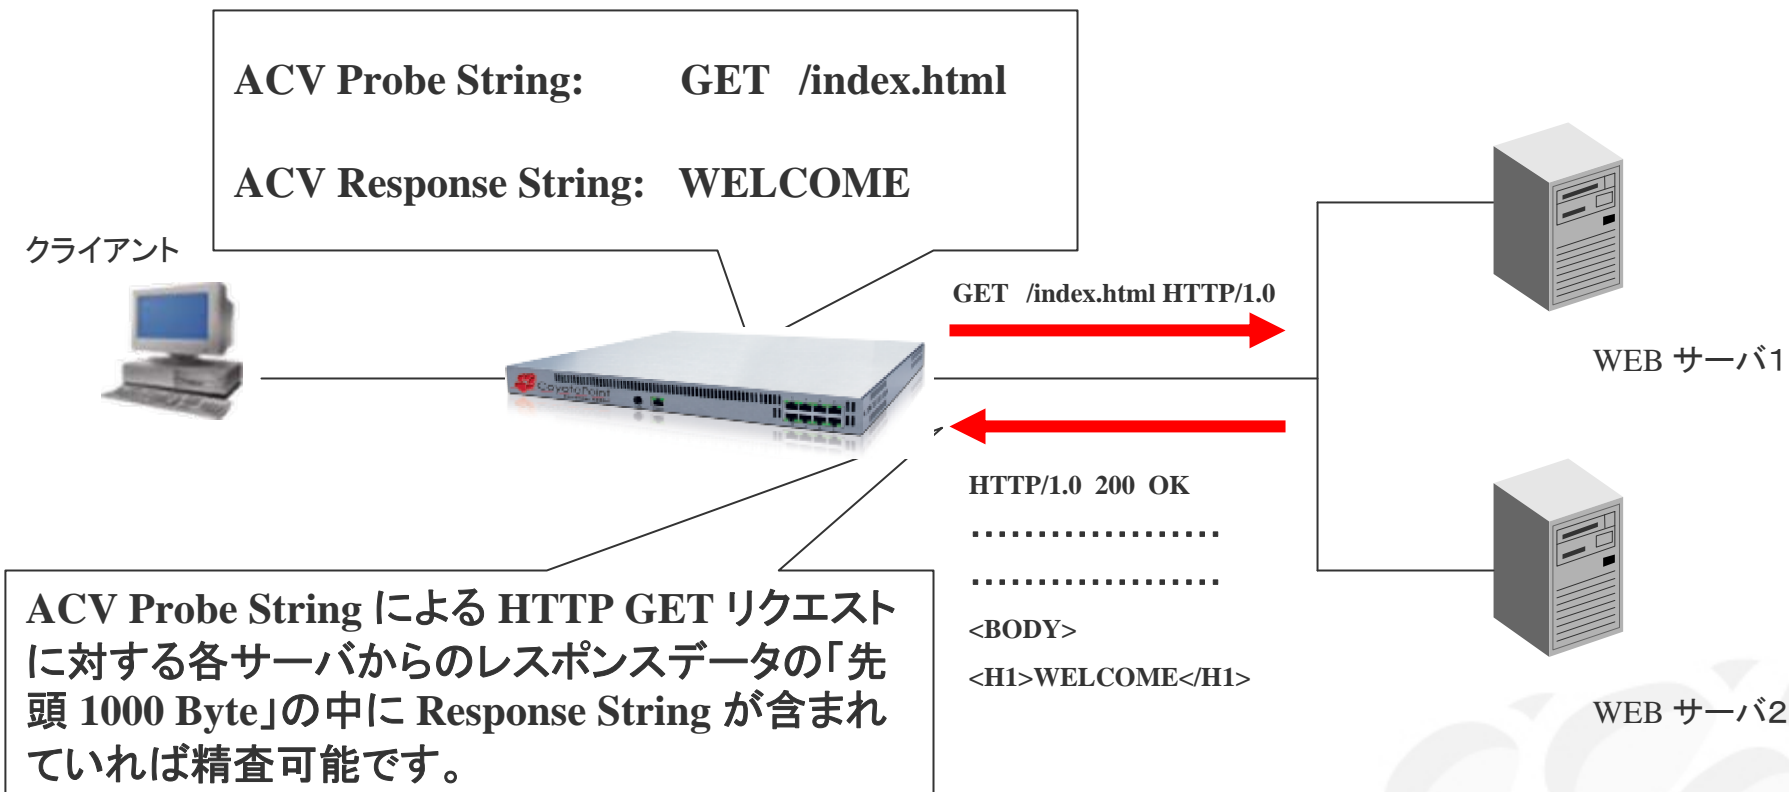 ACV Probe String: GET /index.html
ACV Response String: WELCOME
クライアント
GET /index.html HTTP/1.0
CoyotePoint
WEB サーバ1
HTTP/1.0 200 OK
...................
...................
<BODY>
<H1>WELCOME</H1>
ACV Probe String による HTTP GET リクエスト
に対する各サーバからのレスポンスデータの「先
頭 1000 Byte」の中に Response String が含まれ
ていれば精査可能です。
WEB サーバ2